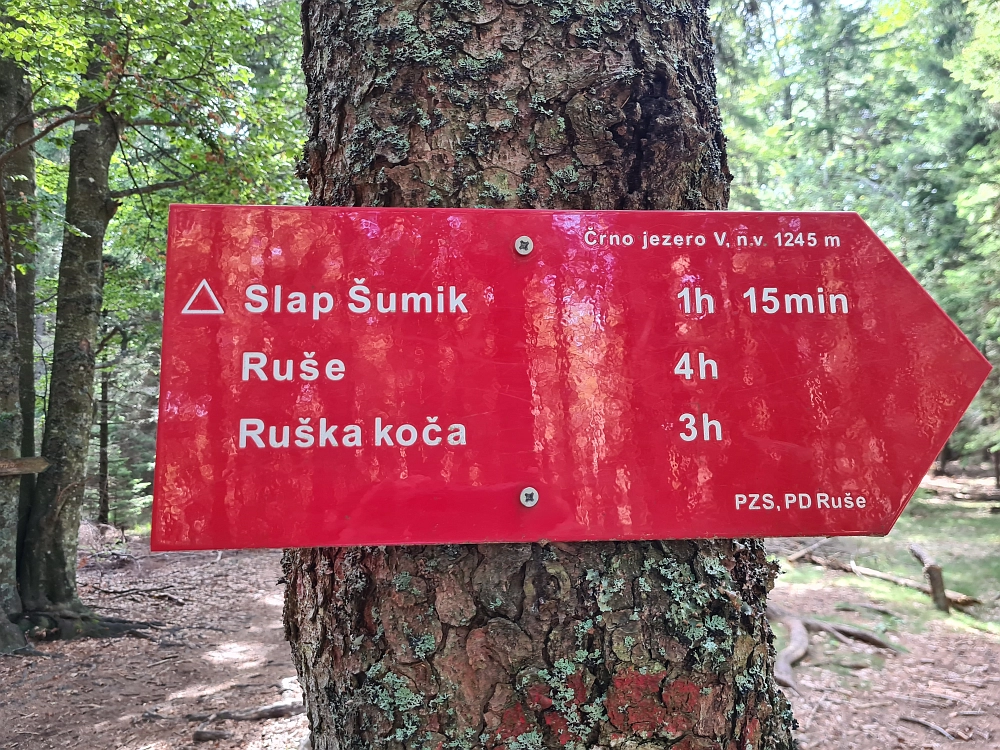 Črno jezero V, n.v. 1245 m
Slap Šumik 1h 15min
Ruše 4h
Ruška koča 3h
PZS, PD Ruše